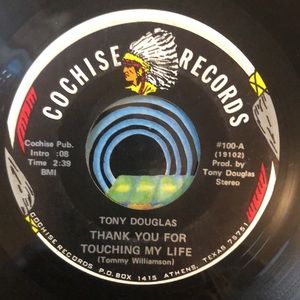 COCHISE RECORDS
Cochise Pub.
Intro :08
Time 2:39
BMI
#100-A
(19102)
Prod. by
Tony Douglas
Stereo
TONY DOUGLAS
THANK YOU FOR
TOUCHING MY LIFE
(Tommy Williamson)
COCHISE RECORDS P.O. BOX 1415 ATHENS, TEXAS 75751